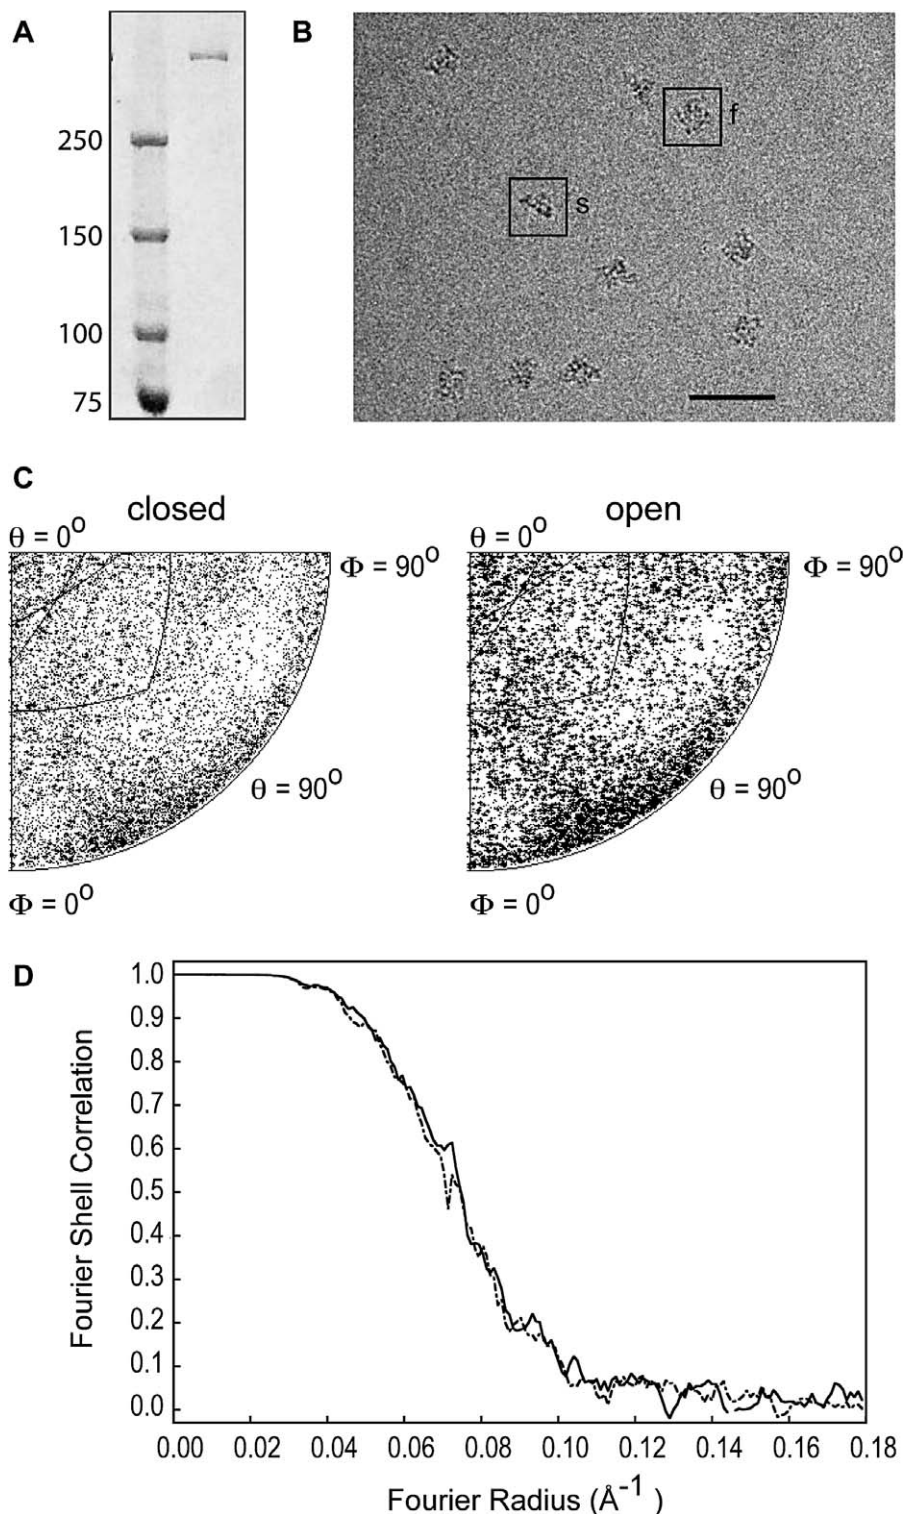 A
250
150
100
75
B
f
s
C
closed
open
θ = 0°
Φ = 90°
θ = 90°
Φ = 0°
θ = 0°
Φ = 90°
θ = 90°
Φ = 0°
D
Fourier Shell Correlation
1.0
0.9
0.8
0.7
0.6
0.5
0.4
0.3
0.2
0.1
0.0
0.00 0.02 0.04 0.06 0.08 0.10 0.12 0.14 0.16 0.18
Fourier Radius (Å⁻¹ )